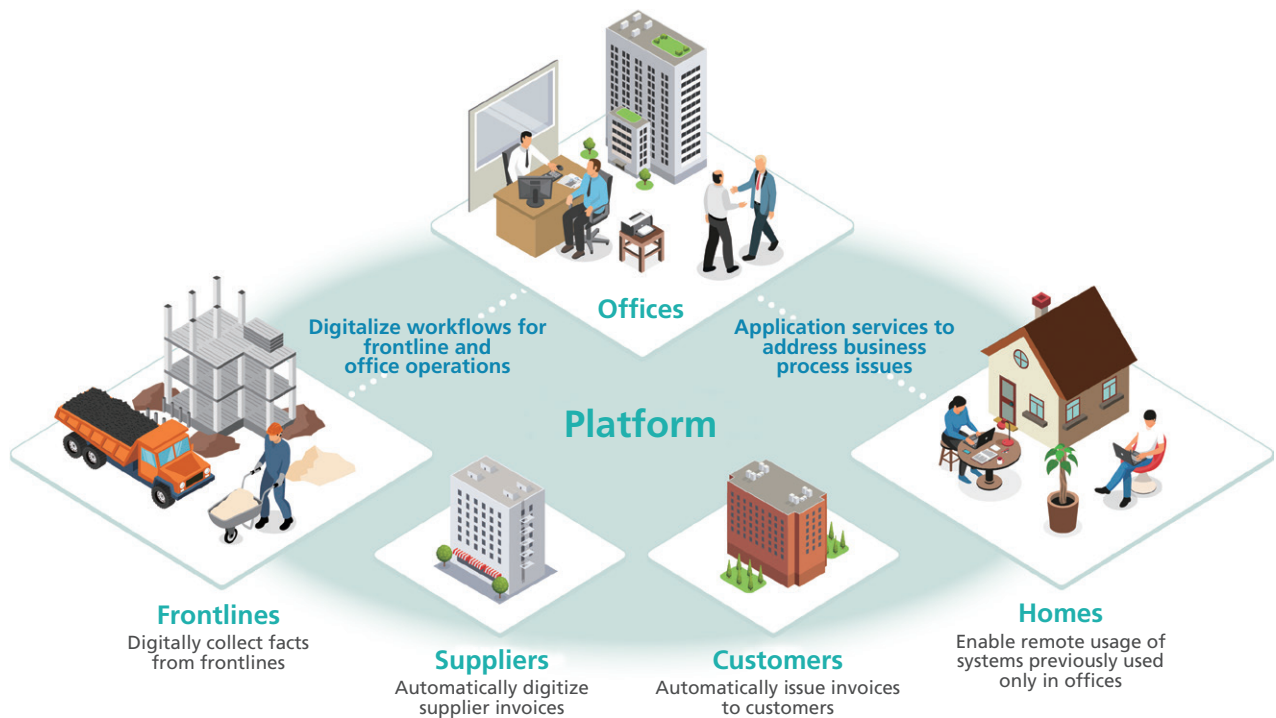 Offices
Digitalize workflows for
frontline and
office operations
Application services to
address business
process issues
Platform
Frontlines
Digitally collect facts
from frontlines
Suppliers
Automatically digitize
supplier invoices
Customers
Automatically issue invoices
to customers
Homes
Enable remote usage of
systems previously used
only in offices